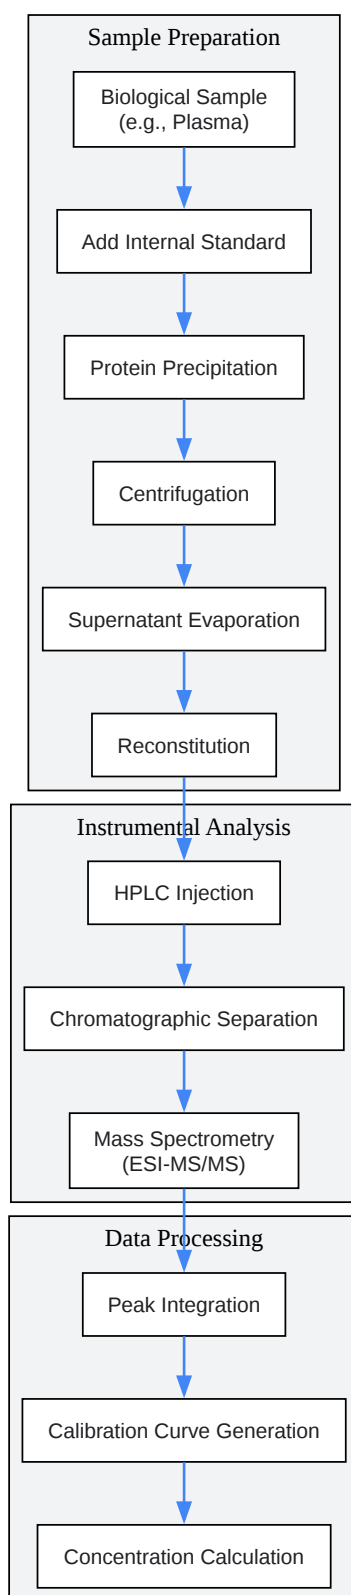 Sample Preparation
Biological Sample
(e.g., Plasma)
Add Internal Standard
Protein Precipitation
Centrifugation
Supernatant Evaporation
Reconstitution
Instrumental Analysis
HPLC Injection
Chromatographic Separation
Mass Spectrometry
(ESI-MS/MS)
Data Processing
Peak Integration
Calibration Curve Generation
Concentration Calculation